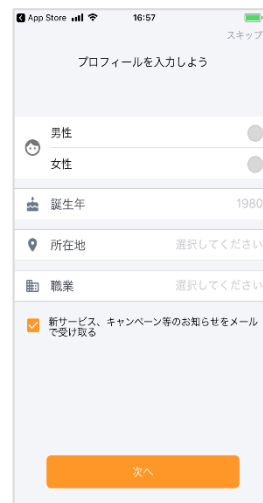 App Store 16:57
スキップ
プロフィールを入力しよう
男性
女性
誕生年 1980
所在地 選択してください
職業 選択してください
新サービス、キャンペーン等のお知らせをメール
で受け取る
次へ